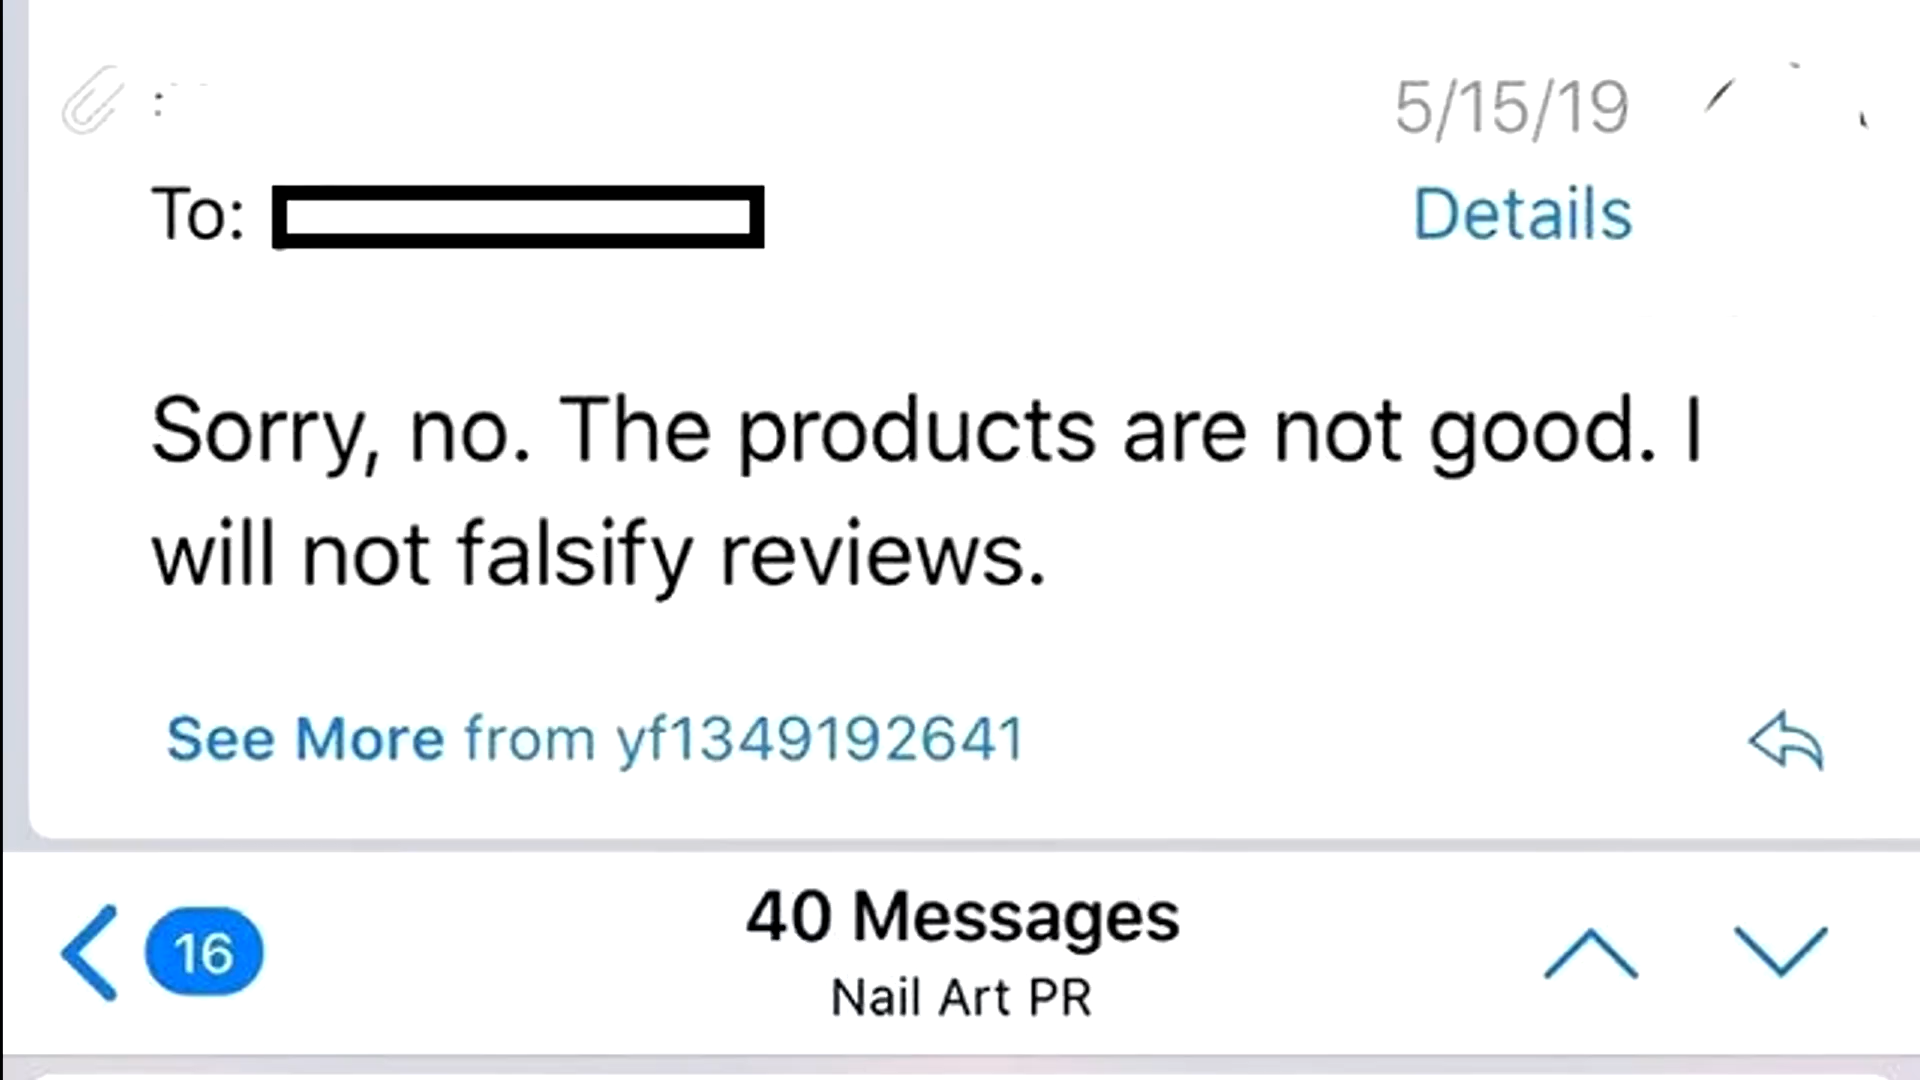 5/15/19
To:
Details
Sorry, no. The products are not good. I
will not falsify reviews.
See More from yf1349192641
16
40 Messages
Nail Art PR